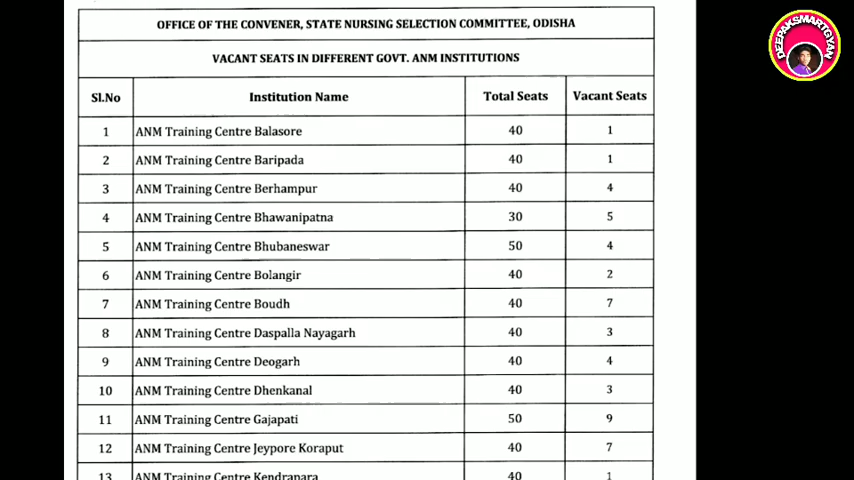 OFFICE OF THE CONVENER, STATE NURSING SELECTION COMMITTEE, ODISHA
VACANT SEATS IN DIFFERENT GOVT. ANM INSTITUTIONS
Sl.No Institution Name Total Seats Vacant Seats
1 ANM Training Centre Balasore 40 1
2 ANM Training Centre Baripada 40 1
3 ANM Training Centre Berhampur 40 4
4 ANM Training Centre Bhawanipatna 30 5
5 ANM Training Centre Bhubaneswar 50 4
6 ANM Training Centre Bolangir 40 2
7 ANM Training Centre Boudh 40 7
8 ANM Training Centre Daspalla Nayagarh 40 3
9 ANM Training Centre Deogarh 40 4
10 ANM Training Centre Dhenkanal 40 3
11 ANM Training Centre Gajapati 50 9
12 ANM Training Centre Jeypore Koraput 40 7
13 ANM Training Centre Kendrapara 40 1
DEEPAKSMARTGYAN